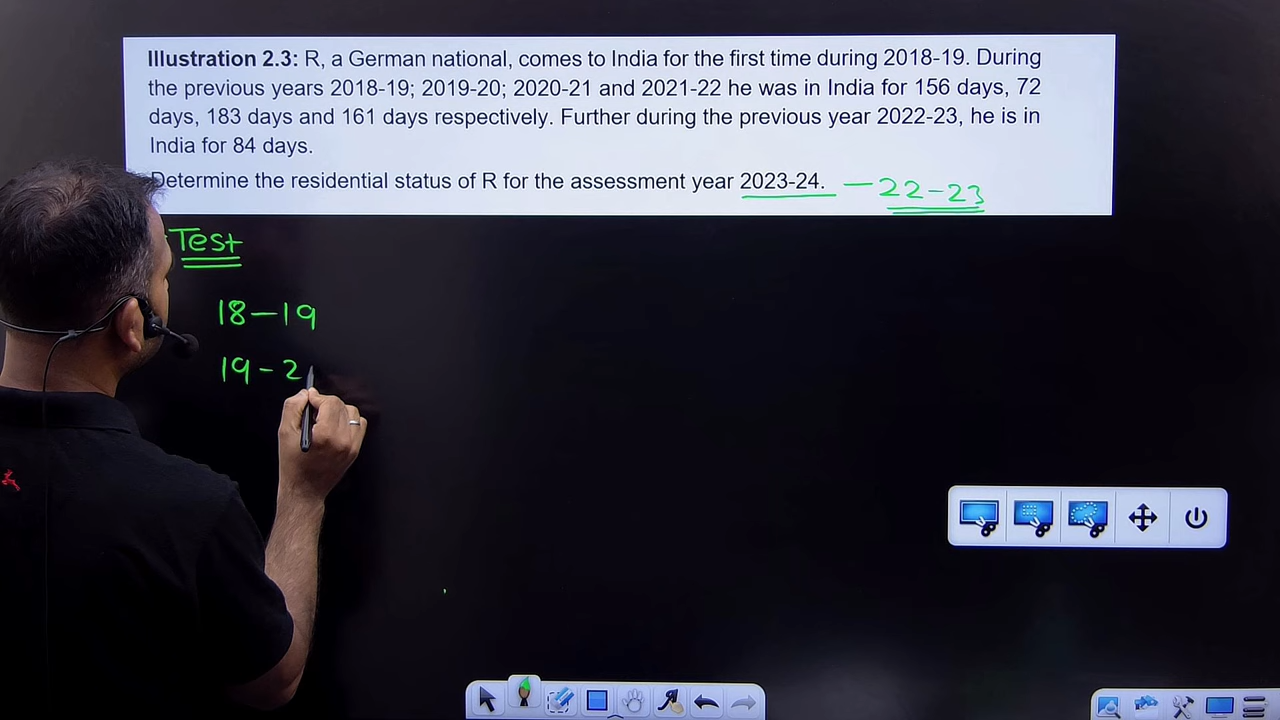 Illustration 2.3: R, a German national, comes to India for the first time during 2018-19. During
the previous years 2018-19; 2019-20; 2020-21 and 2021-22 he was in India for 156 days, 72
days, 183 days and 161 days respectively. Further during the previous year 2022-23, he is in
India for 84 days.
Determine the residential status of R for the assessment year 2023-24. — 22-23
Test
18-19
19-2